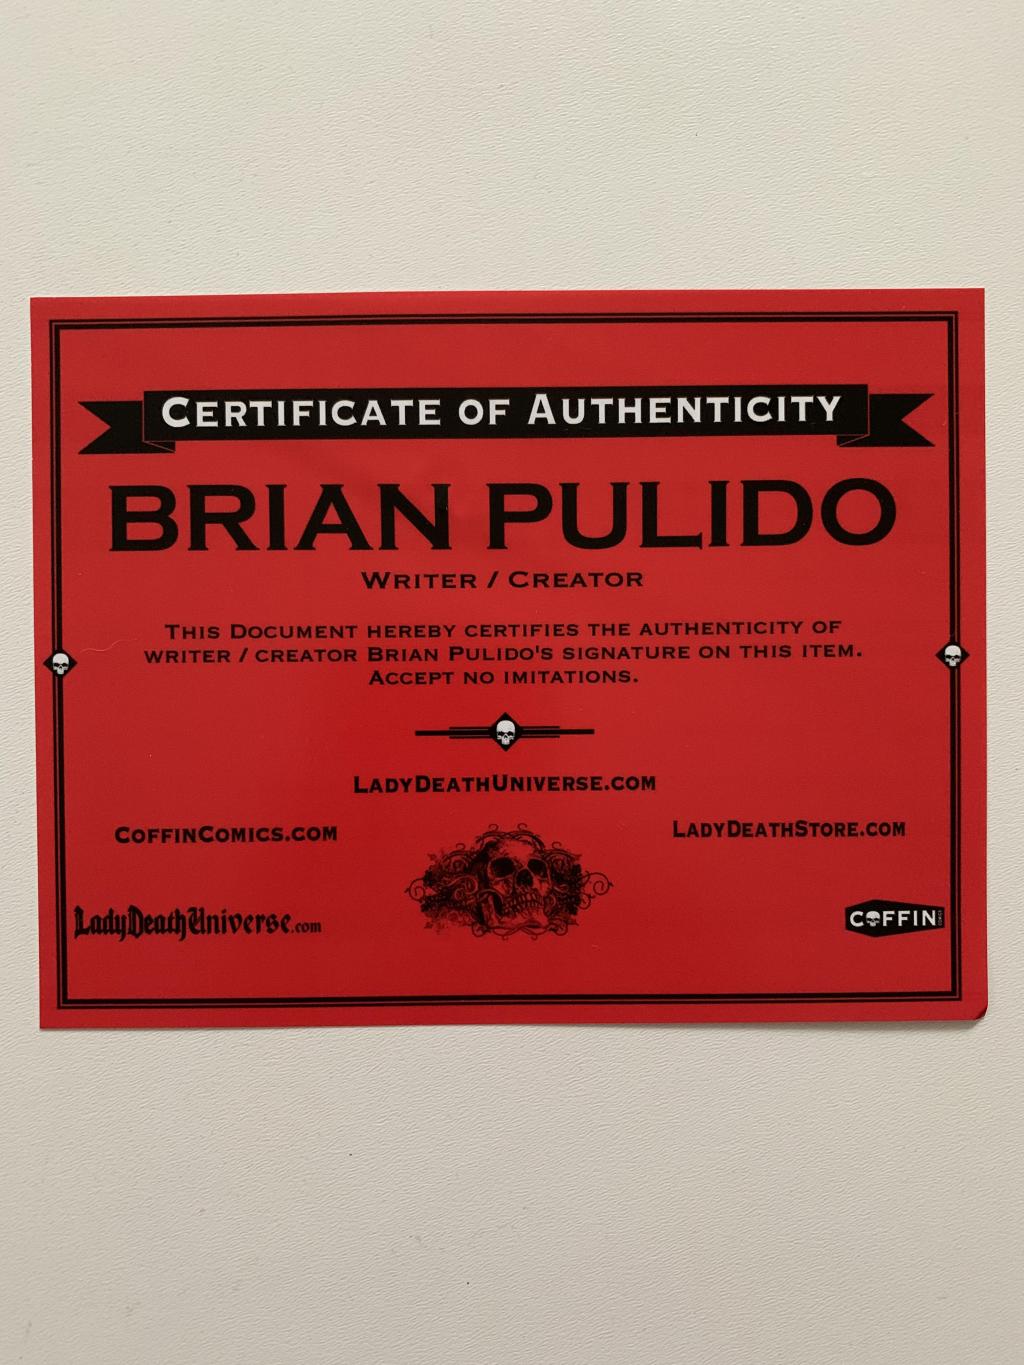 CERTIFICATE OF AUTHENTICITY
BRIAN PULIDO
WRITER / CREATOR
THIS DOCUMENT HEREBY CERTIFIES THE AUTHENTICITY OF
WRITER / CREATOR BRIAN PULIDO'S SIGNATURE ON THIS ITEM.
ACCEPT NO IMITATIONS.
LADYDEATHUNIVERSE.COM
COFFINCOMICS.COM
LADYDEATHSTORE.COM
LadyDeathUniverse.com
COFFIN